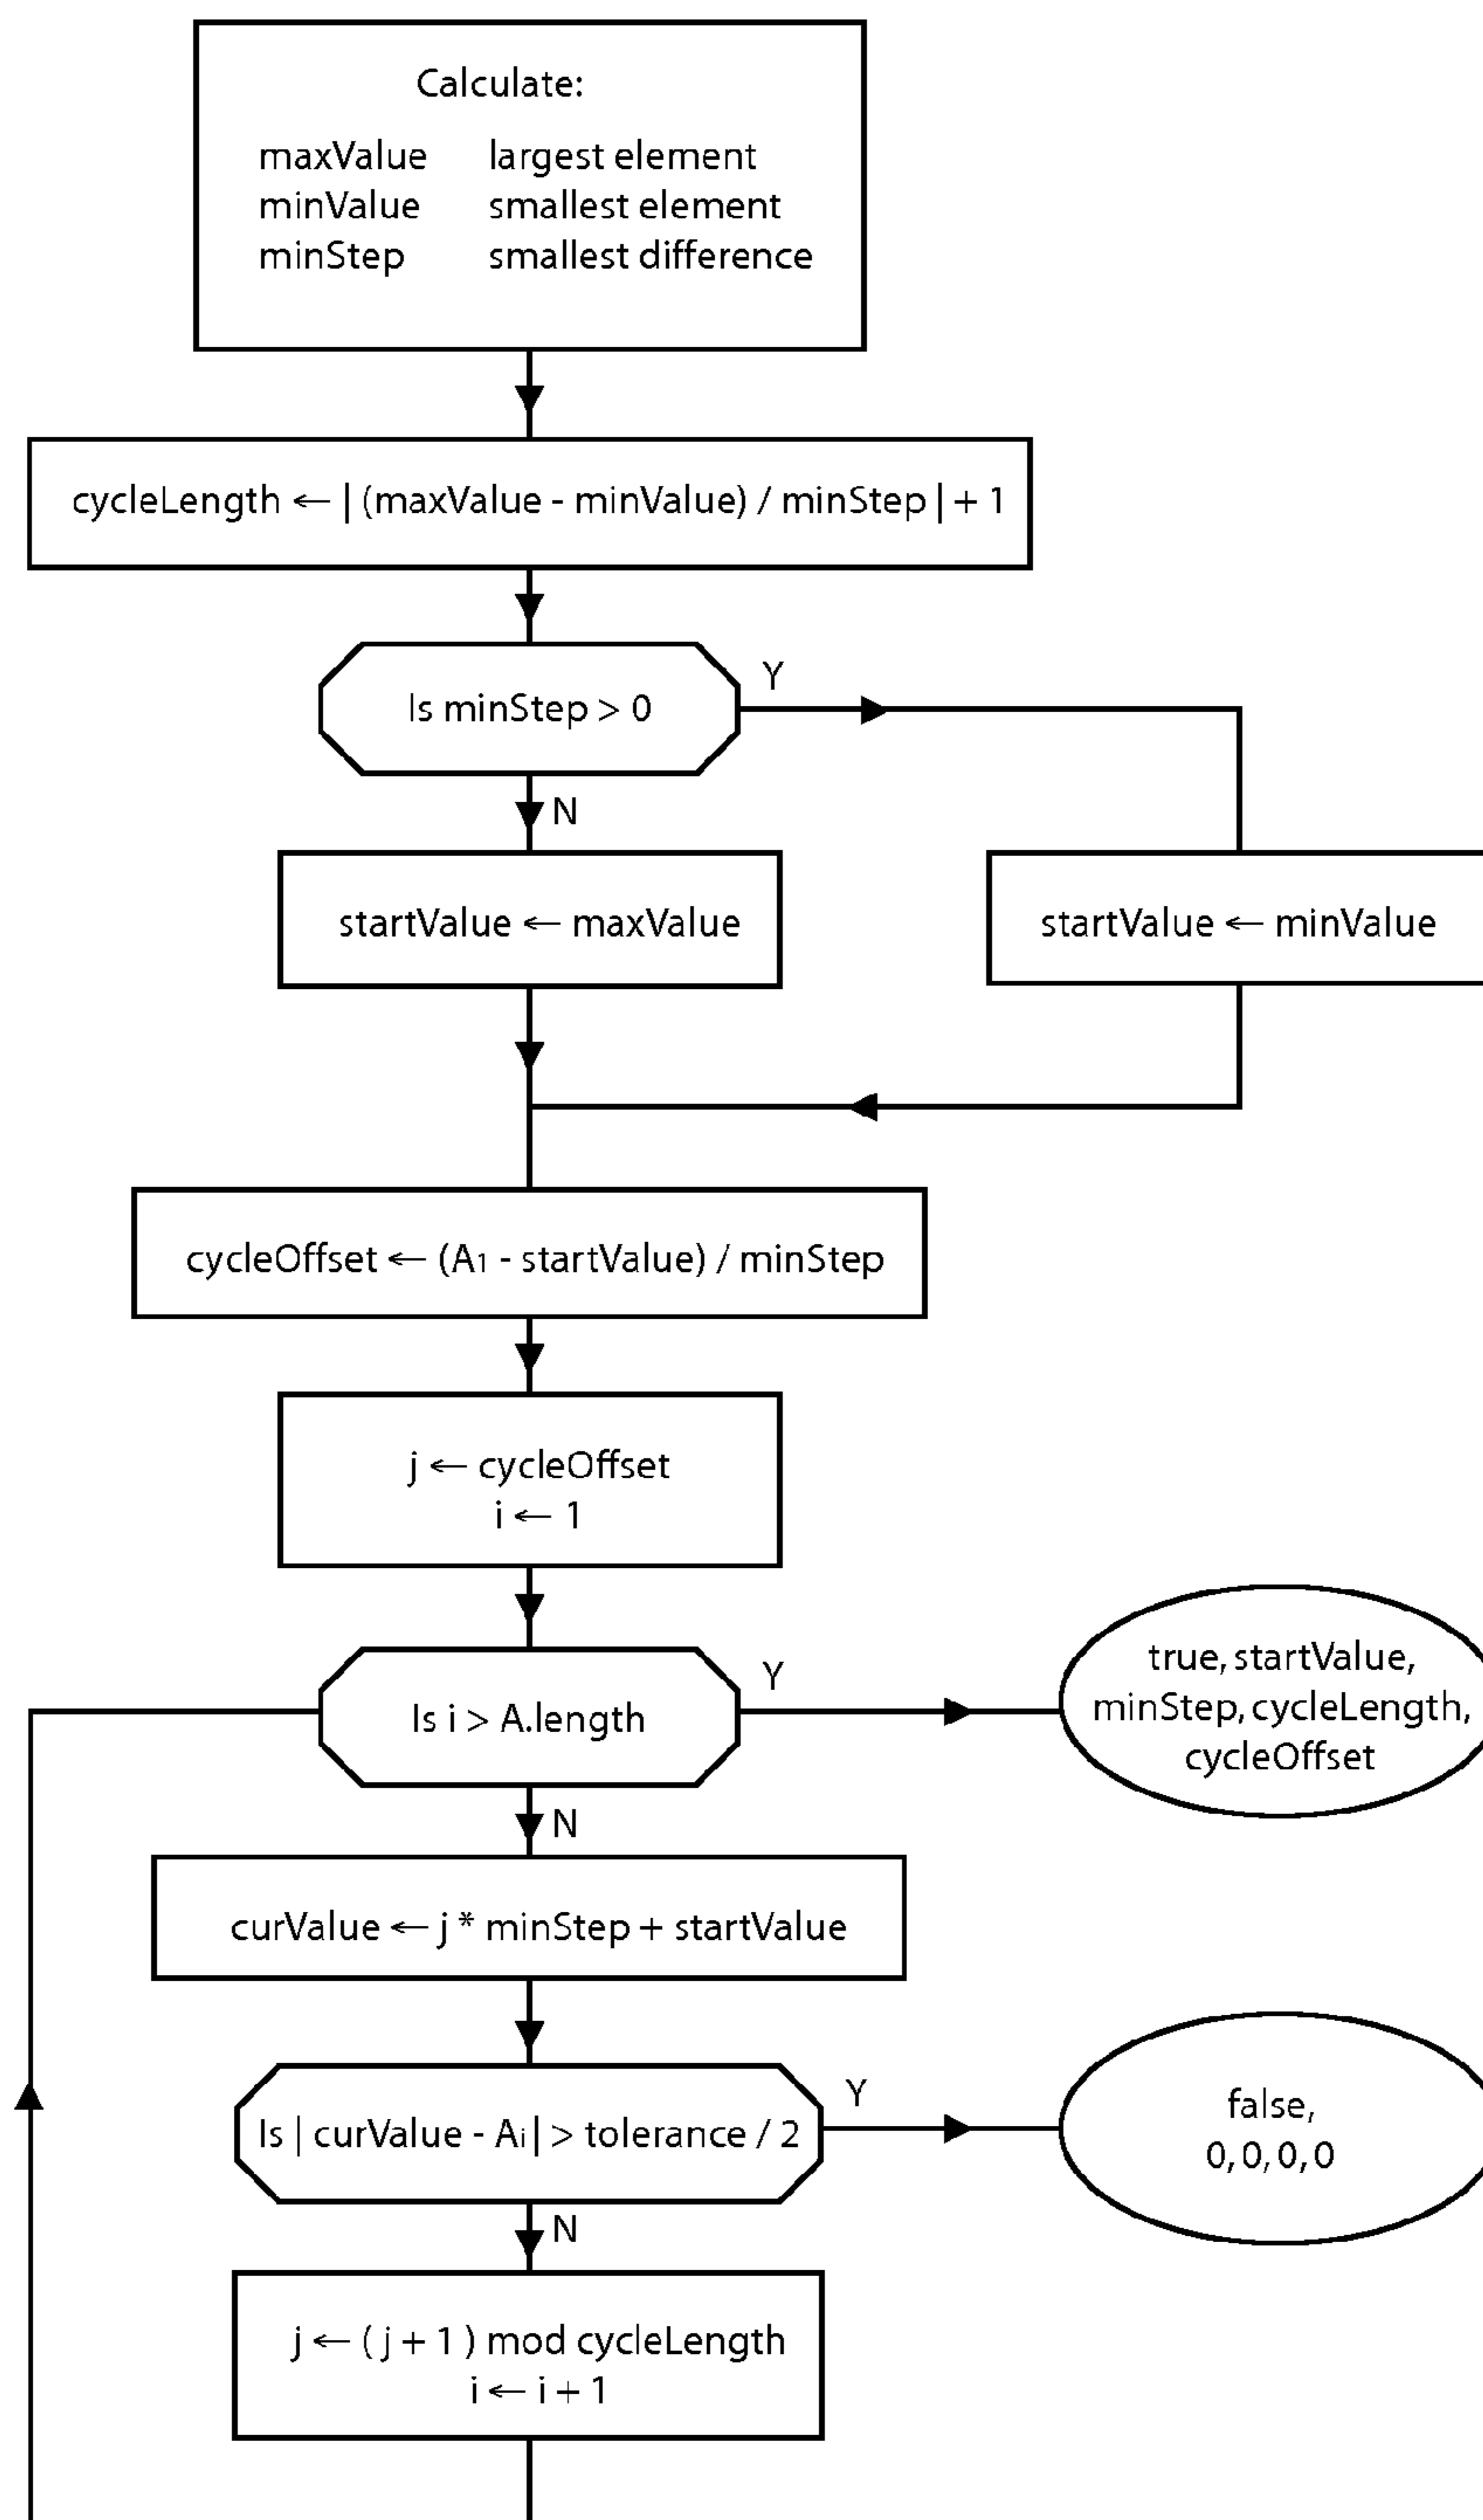 Calculate:
maxValue largest element
minValue smallest element
minStep smallest difference
cycleLength ← | (maxValue - minValue) / minStep | + 1
Is minStep > 0
Y
N
startValue ← maxValue
startValue ← minValue
cycleOffset ← (A1 - startValue) / minStep
j ← cycleOffset
i ← 1
Is i > A.length
Y
true, startValue,
minStep, cycleLength,
cycleOffset
N
curValue ← j * minStep + startValue
Is | curValue - Ai | > tolerance / 2
Y
false,
0, 0, 0, 0
N
j ← ( j + 1 ) mod cycleLength
i ← i + 1